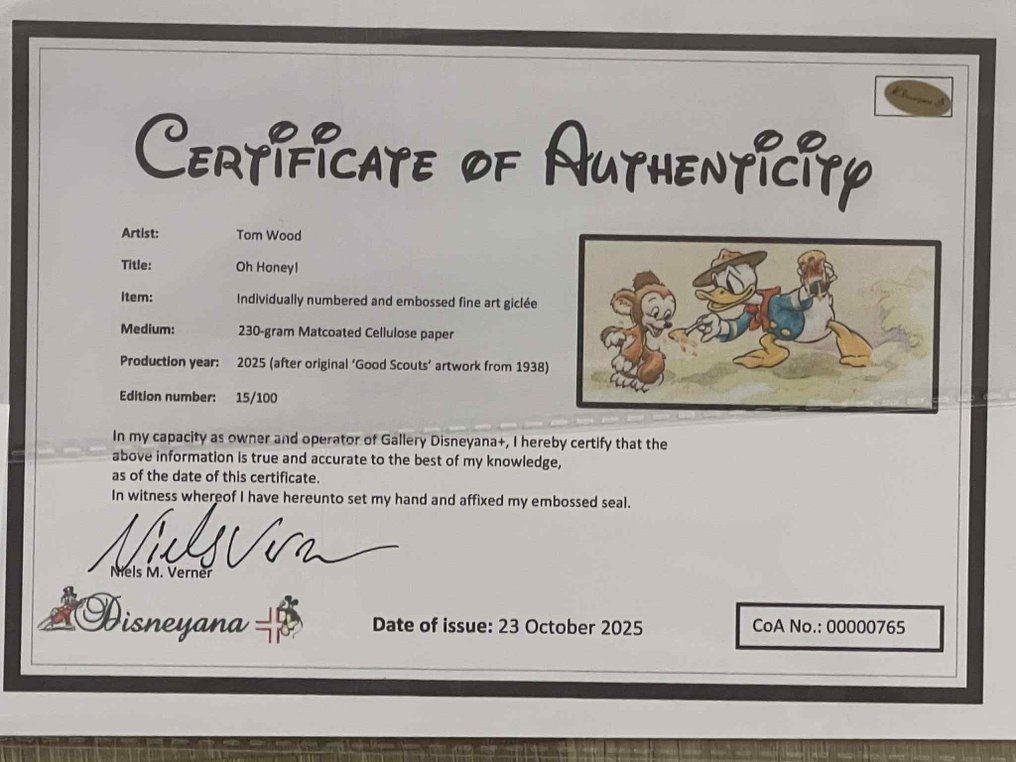 CERTIFICATE OF AUTHENTICITY
Artist: Tom Wood
Title: Oh Honey!
Item: Individually numbered and embossed fine art giclée
Medium: 230-gram Matcoated Cellulose paper
Production year: 2025 (after original ‘Good Scouts’ artwork from 1938)
Edition number: 15/100
In my capacity as owner and operator of Gallery Disneyana+, I hereby certify that the
above information is true and accurate to the best of my knowledge,
as of the date of this certificate.
In witness whereof I have hereunto set my hand and affixed my embossed seal.
Niels Verner
Niels M. Verner
Disneyana
Date of issue: 23 October 2025
CoA No.: 00000765